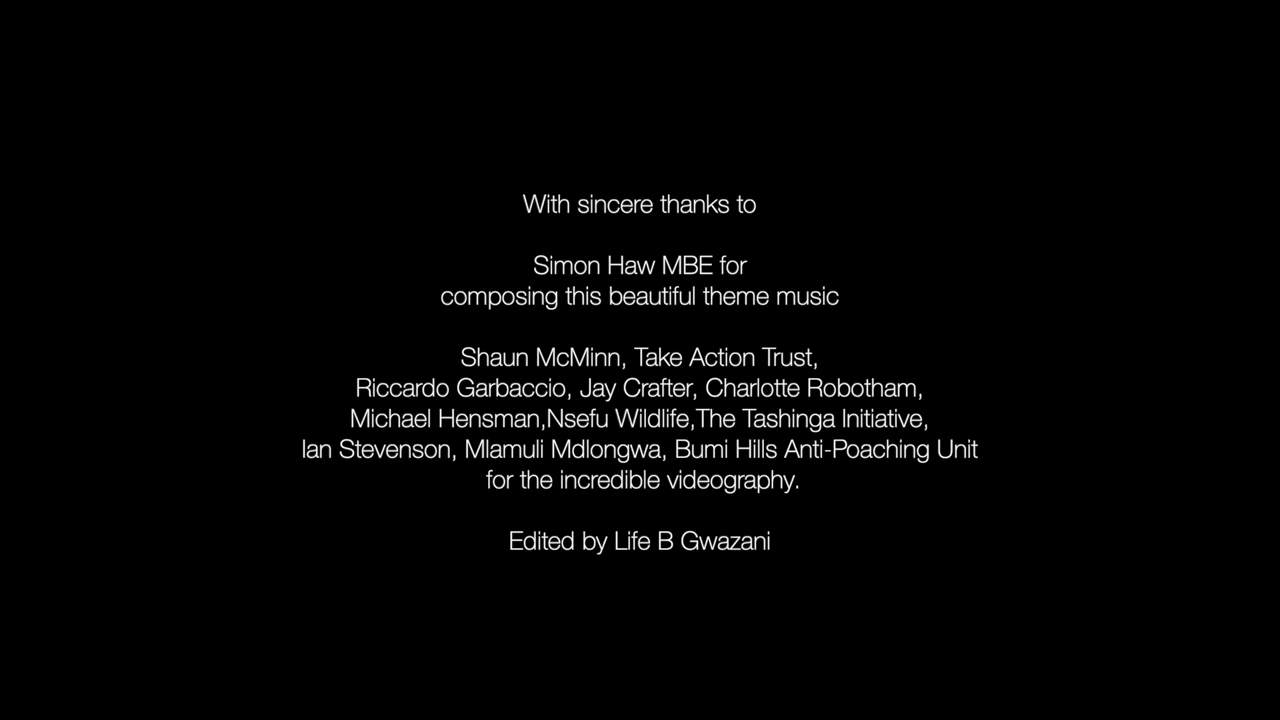 With sincere thanks to
Simon Haw MBE for
composing this beautiful theme music
Shaun McMinn, Take Action Trust,
Riccardo Garbaccio, Jay Crafter, Charlotte Robotham,
Michael Hensman,Nsefu Wildlife,The Tashinga Initiative,
Ian Stevenson, Mlamuli Mdlongwa, Bumi Hills Anti-Poaching Unit
for the incredible videography.
Edited by Life B Gwazani